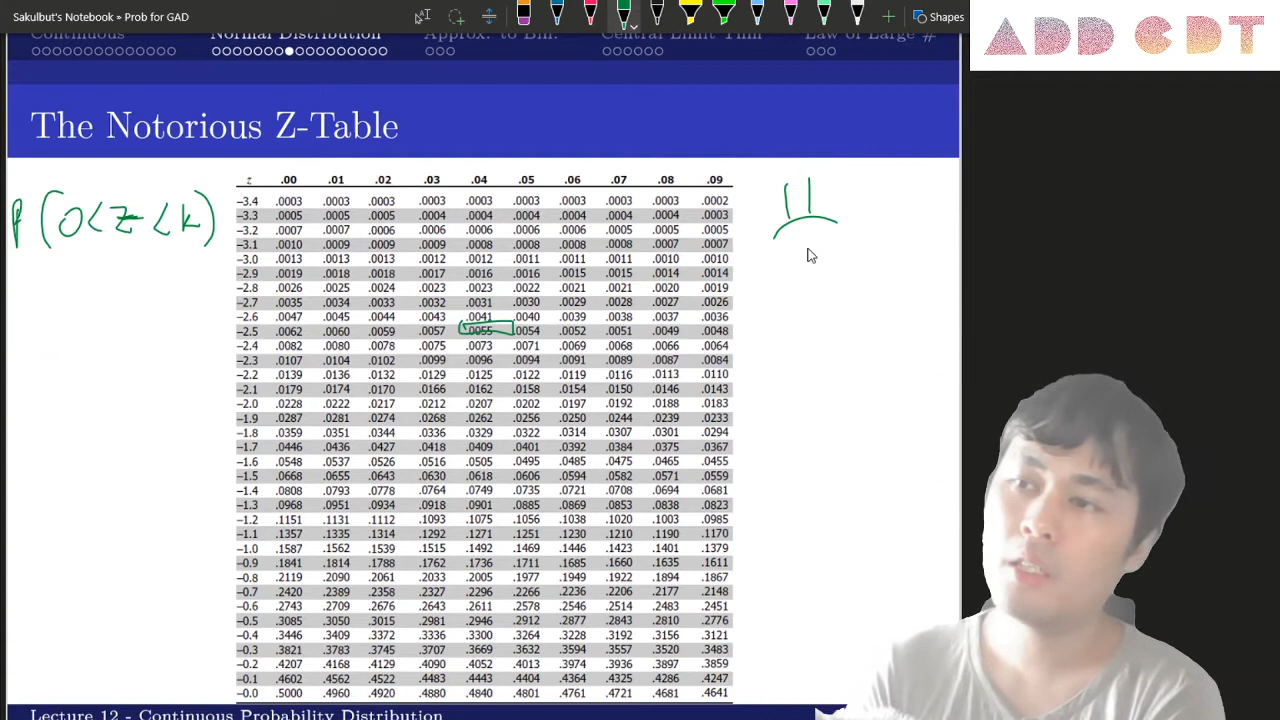 Sakulbut's Notebook » Prob for GAD
Shapes
ADD CDT
Continuous Normal Distribution Approx. to Bin. Central Limit Thm Law of Large #
The Notorious Z-Table
P(0<z<k)
z .00 .01 .02 .03 .04 .05 .06 .07 .08 .09
−3.4 .0003 .0003 .0003 .0003 .0003 .0003 .0003 .0003 .0003 .0002
−3.3 .0005 .0005 .0005 .0004 .0004 .0004 .0004 .0004 .0004 .0003
−3.2 .0007 .0007 .0006 .0006 .0006 .0006 .0006 .0005 .0005 .0005
−3.1 .0010 .0009 .0009 .0009 .0008 .0008 .0008 .0008 .0007 .0007
−3.0 .0013 .0013 .0013 .0012 .0012 .0011 .0011 .0011 .0010 .0010
−2.9 .0019 .0018 .0018 .0017 .0016 .0016 .0015 .0015 .0014 .0014
−2.8 .0026 .0025 .0024 .0023 .0023 .0022 .0021 .0021 .0020 .0019
−2.7 .0035 .0034 .0033 .0032 .0031 .0030 .0029 .0028 .0027 .0026
−2.6 .0047 .0045 .0044 .0043 .0041 .0040 .0039 .0038 .0037 .0036
−2.5 .0062 .0060 .0059 .0057 .0055 .0054 .0052 .0051 .0049 .0048
−2.4 .0082 .0080 .0078 .0075 .0073 .0071 .0069 .0068 .0066 .0064
−2.3 .0107 .0104 .0102 .0099 .0096 .0094 .0091 .0089 .0087 .0084
−2.2 .0139 .0136 .0132 .0129 .0125 .0122 .0119 .0116 .0113 .0110
−2.1 .0179 .0174 .0170 .0166 .0162 .0158 .0154 .0150 .0146 .0143
−2.0 .0228 .0222 .0217 .0212 .0207 .0202 .0197 .0192 .0188 .0183
−1.9 .0287 .0281 .0274 .0268 .0262 .0256 .0250 .0244 .0239 .0233
−1.8 .0359 .0351 .0344 .0336 .0329 .0322 .0314 .0307 .0301 .0294
−1.7 .0446 .0436 .0427 .0418 .0409 .0401 .0392 .0384 .0375 .0367
−1.6 .0548 .0537 .0526 .0516 .0505 .0495 .0485 .0475 .0465 .0455
−1.5 .0668 .0655 .0643 .0630 .0618 .0606 .0594 .0582 .0571 .0559
−1.4 .0808 .0793 .0778 .0764 .0749 .0735 .0721 .0708 .0694 .0681
−1.3 .0968 .0951 .0934 .0918 .0901 .0885 .0869 .0853 .0838 .0823
−1.2 .1151 .1131 .1112 .1093 .1075 .1056 .1038 .1020 .1003 .0985
−1.1 .1357 .1335 .1314 .1292 .1271 .1251 .1230 .1210 .1190 .1170
−1.0 .1587 .1562 .1539 .1515 .1492 .1469 .1446 .1423 .1401 .1379
−0.9 .1841 .1814 .1788 .1762 .1736 .1711 .1685 .1660 .1635 .1611
−0.8 .2119 .2090 .2061 .2033 .2005 .1977 .1949 .1922 .1894 .1867
−0.7 .2420 .2389 .2358 .2327 .2296 .2266 .2236 .2206 .2177 .2148
−0.6 .2743 .2709 .2676 .2643 .2611 .2578 .2546 .2514 .2483 .2451
−0.5 .3085 .3050 .3015 .2981 .2946 .2912 .2877 .2843 .2810 .2776
−0.4 .3446 .3409 .3372 .3336 .3300 .3264 .3228 .3192 .3156 .3121
−0.3 .3821 .3783 .3745 .3707 .3669 .3632 .3594 .3557 .3520 .3483
−0.2 .4207 .4168 .4129 .4090 .4052 .4013 .3974 .3936 .3897 .3859
−0.1 .4602 .4562 .4522 .4483 .4443 .4404 .4364 .4325 .4286 .4247
−0.0 .5000 .4960 .4920 .4880 .4840 .4801 .4761 .4721 .4681 .4641
Lecture 12 - Continuous Probability Distribution